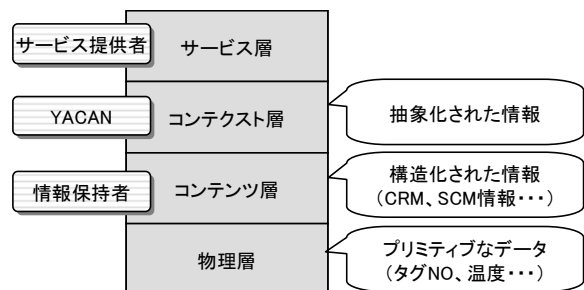 サービス提供者
サービス層
YACAN
コンテクスト層
抽象化された情報
情報保持者
コンテンツ層
構造化された情報
(CRM、SCM情報・・・)
物理層
プリミティブなデータ
(タグNO、温度・・・)